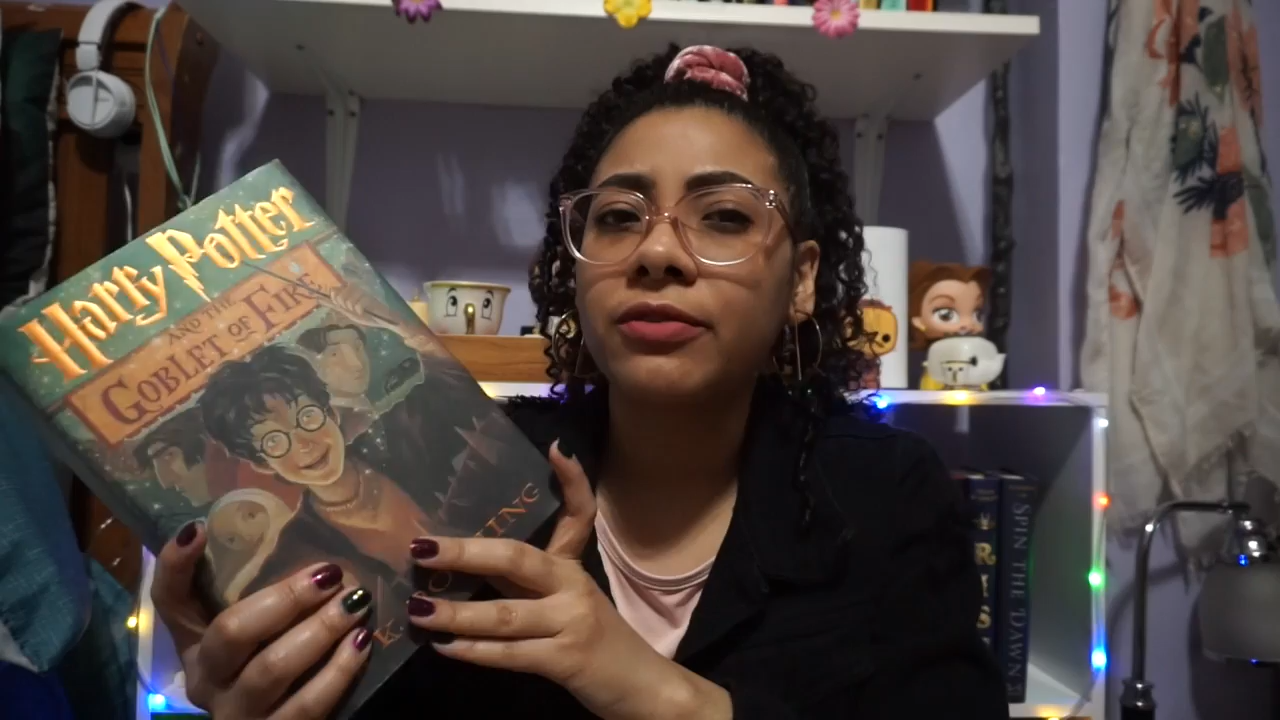 Harry Potter
AND THE
GOBLET OF FIRE
K.
SPIN THE DAWN